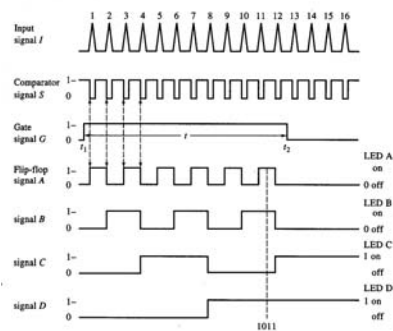 1 2 3 4 5 6 7 8 9 10 11 12 13 14 15 16
Input
signal I
Comparator 1
signal S 0
Gate 1
signal G 0
t1 t t2
LED A
Flip-flop 1 on
signal A 0 0 off
LED B
1 on
signal B 0 0 off
LED C
1 1 on
signal C 0 off
LED D
1 1 on
signal D 0 off
1011